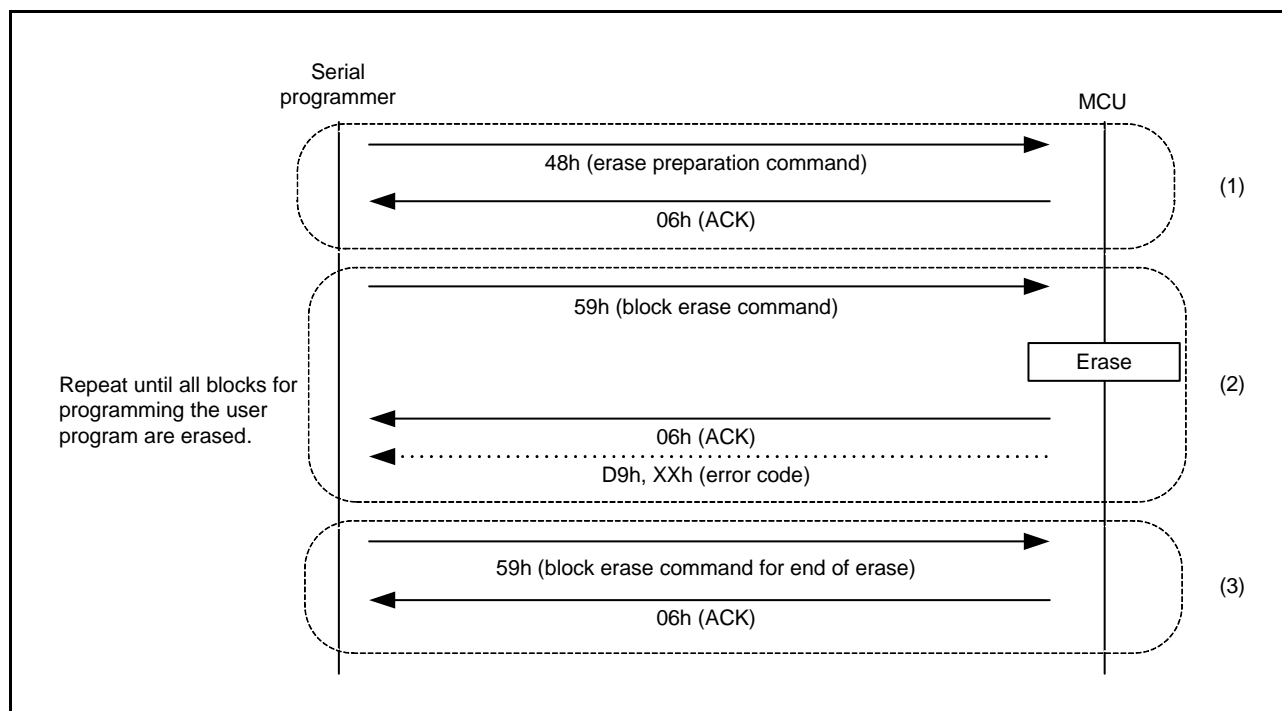 Serial
programmer
MCU
48h (erase preparation command)
(1)
06h (ACK)
59h (block erase command)
Erase
Repeat until all blocks for
programming the user
program are erased.
(2)
06h (ACK)
D9h, XXh (error code)
59h (block erase command for end of erase)
(3)
06h (ACK)